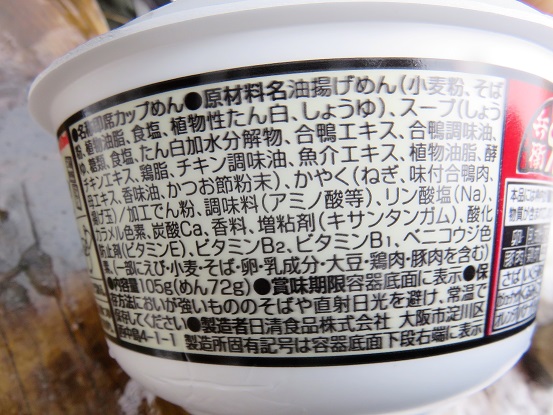 ●名称 即席カップめん●原材料名 油揚げめん(小麦粉、そば
粉、植物油脂、食塩、植物性たん白、しょうゆ)、スープ(しょう
ゆ、糖類、食塩、たん白加水分解物、合鴨エキス、合鴨調味油、
チキンエキス、鶏脂、チキン調味油、魚介エキス、植物油脂、酵
母エキス、香味油、かつお節粉末)、かやく(ねぎ、味付合鴨肉、
揚げ玉)/加工でん粉、調味料(アミノ酸等)、リン酸塩(Na)、
カラメル色素、炭酸Ca、香料、増粘剤(キサンタンガム)、酸化
防止剤(ビタミンE)、ビタミンB2、ビタミンB1、ベニコウジ色
素、(一部にえび・小麦・そば・卵・乳成分・大豆・鶏肉・豚肉を含む)
●内容量 105g(めん72g) ●賞味期限 容器底面に表示●保
存方法 においが強いもののそばや直射日光を避け、常温で
保存してください●製造者 日清食品株式会社 大阪市淀川区
西中島4-1-1 製造所固有記号は容器底面下段右端に表示